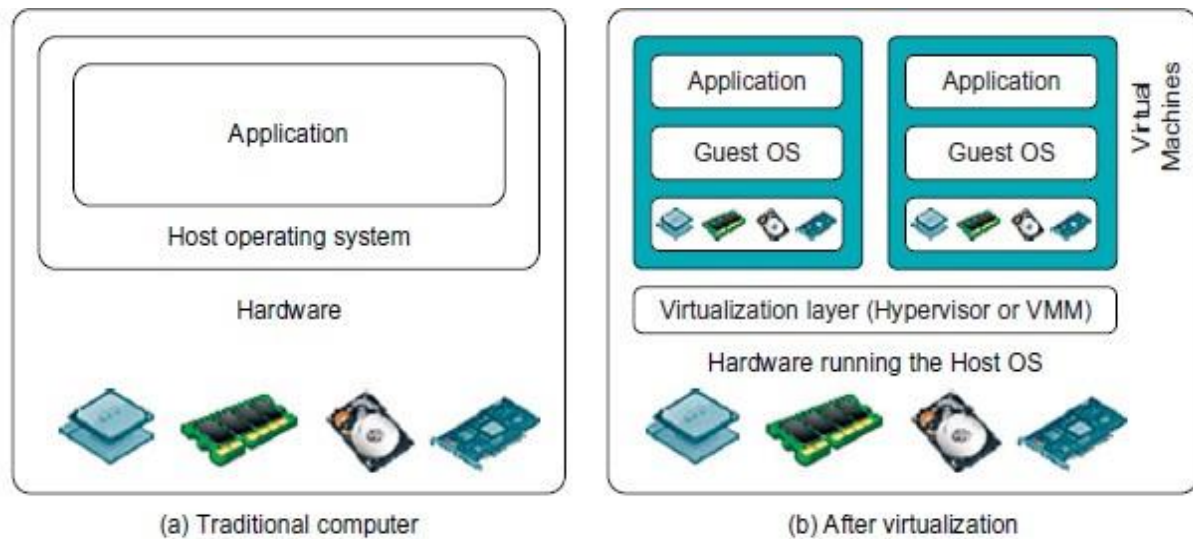 Application
Host operating system
Hardware
(a) Traditional computer
Application
Guest OS
Application
Guest OS
Virtual
Machines
Virtualization layer (Hypervisor or VMM)
Hardware running the Host OS
(b) After virtualization